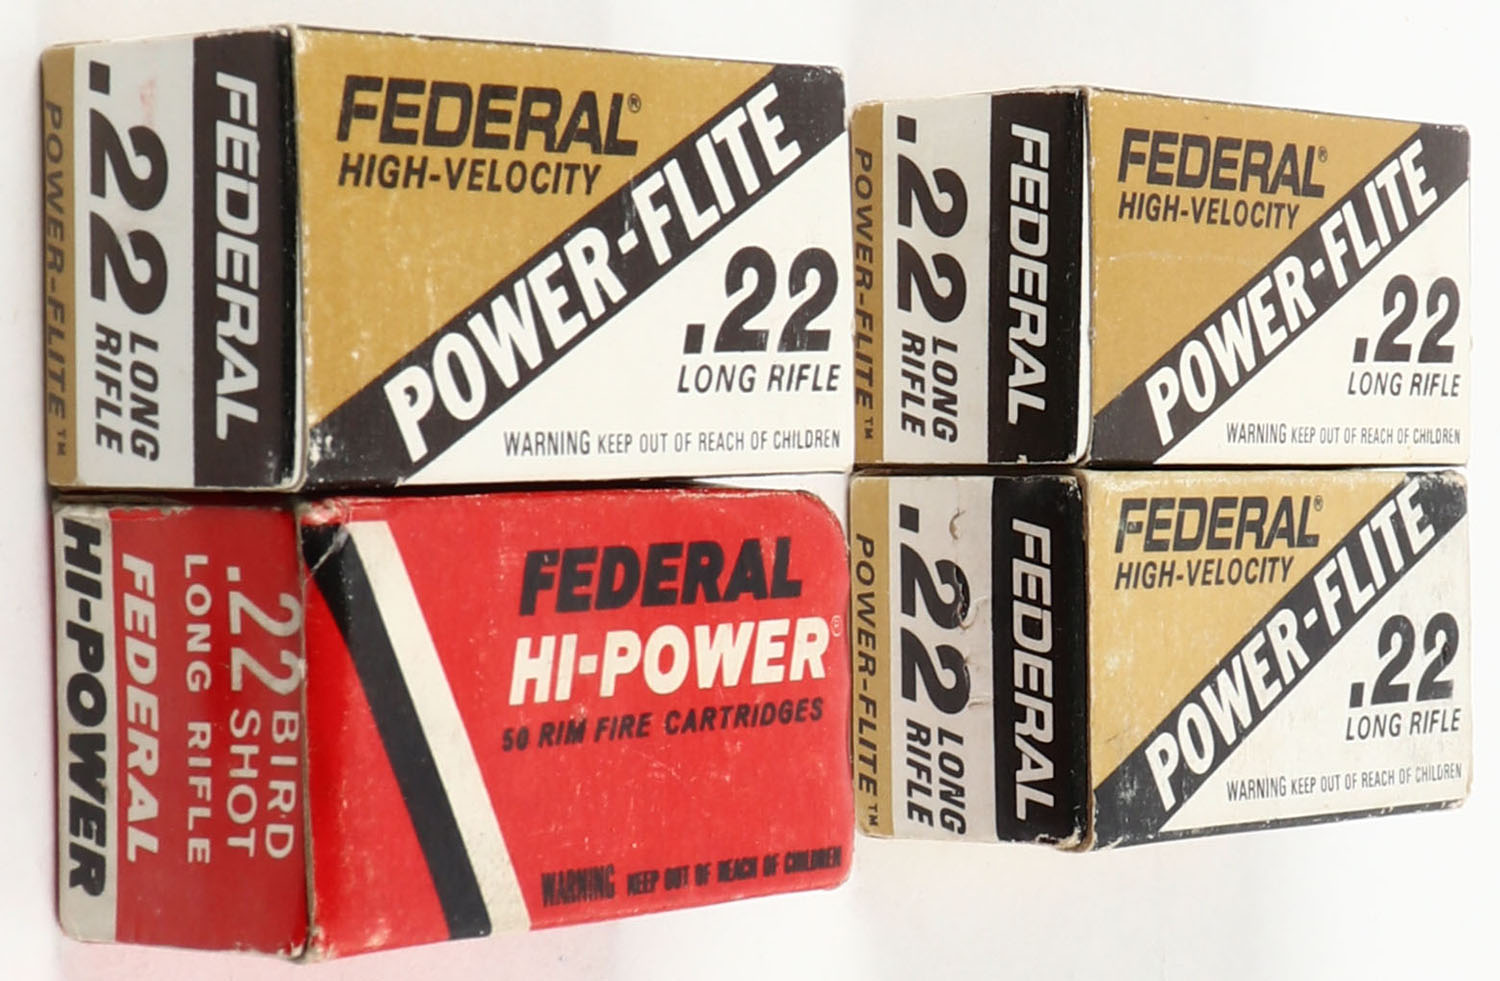 POWER-FLITE™
.22 LONG RIFLE
FEDERAL
FEDERAL®
HIGH-VELOCITY
POWER-FLITE
.22
LONG RIFLE
WARNING KEEP OUT OF REACH OF CHILDREN
POWER-FLITE™
.22 LONG RIFLE
FEDERAL
FEDERAL®
HIGH-VELOCITY
POWER-FLITE
.22
LONG RIFLE
WARNING KEEP OUT OF REACH OF CHILDREN
HI-POWER
FEDERAL
LONG RIFLE
.22 BIRD SHOT
FEDERAL
HI-POWER®
50 RIM FIRE CARTRIDGES
WARNING KEEP OUT OF REACH OF CHILDREN
POWER-FLITE™
.22 LONG RIFLE
FEDERAL
FEDERAL®
HIGH-VELOCITY
POWER-FLITE
.22
LONG RIFLE
WARNING KEEP OUT OF REACH OF CHILDREN